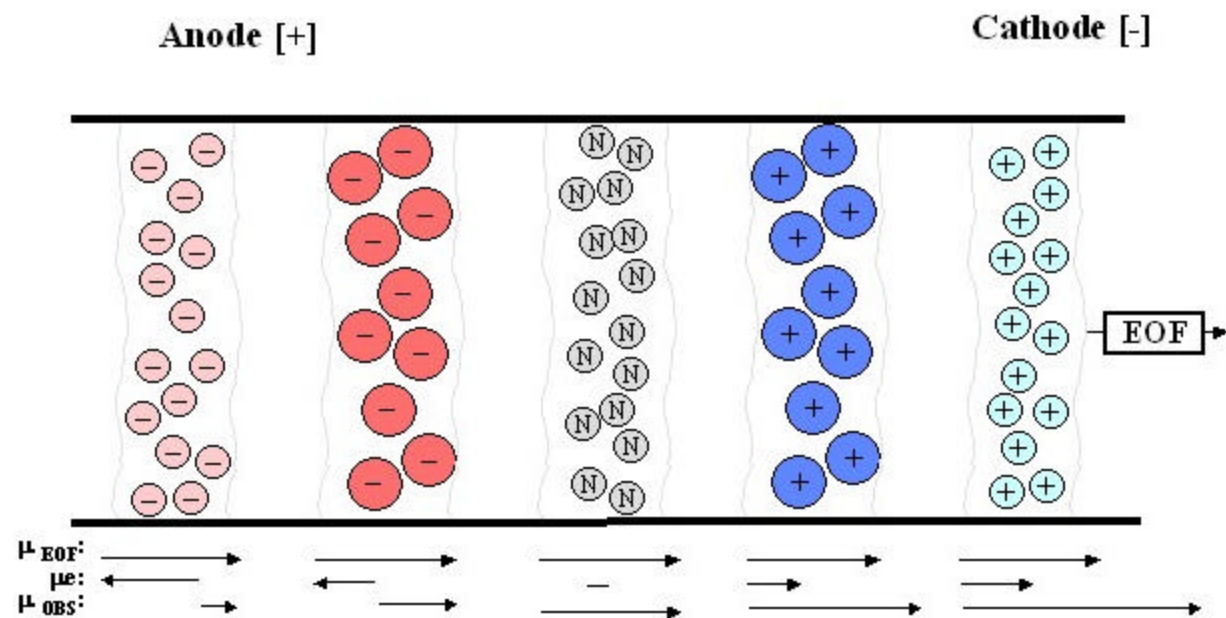 Anode [+]
Cathode [-]
− − − − − − − − − − − − − − −
− − − − − − − − − −
N N N N N N N N N N N N N N N N
+ + + + + + + + + +
+ + + + + + + + + + + + + + +
EOF
μ EOF:
μe: –
μ OBS: